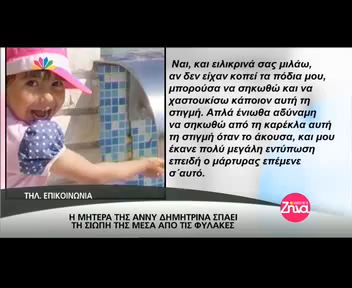 Ναι, και ειλικρινά σας μιλάω,
αν δεν είχαν κοπεί τα πόδια μου,
μπορούσα να σηκωθώ και να
χαστουκίσω κάποιον αυτή τη
στιγμή. Απλά ένιωθα αδύναμη
να σηκωθώ από τη καρέκλα αυτή
τη στιγμή όταν το άκουσα, και μου
έκανε πολύ μεγάλη εντύπωση
επειδή ο μάρτυρας επέμενε
σ΄αυτό.
ΤΗΛ. ΕΠΙΚΟΙΝΩΝΙΑ
Η ΜΗΤΕΡΑ ΤΗΣ ΑΝΝΥ ΔΗΜΗΤΡΙΝΑ ΣΠΑΕΙ
ΤΗ ΣΙΩΠΗ ΤΗΣ ΜΕΣΑ ΑΠΟ ΤΙΣ ΦΥΛΑΚΕΣ
Ζήνα